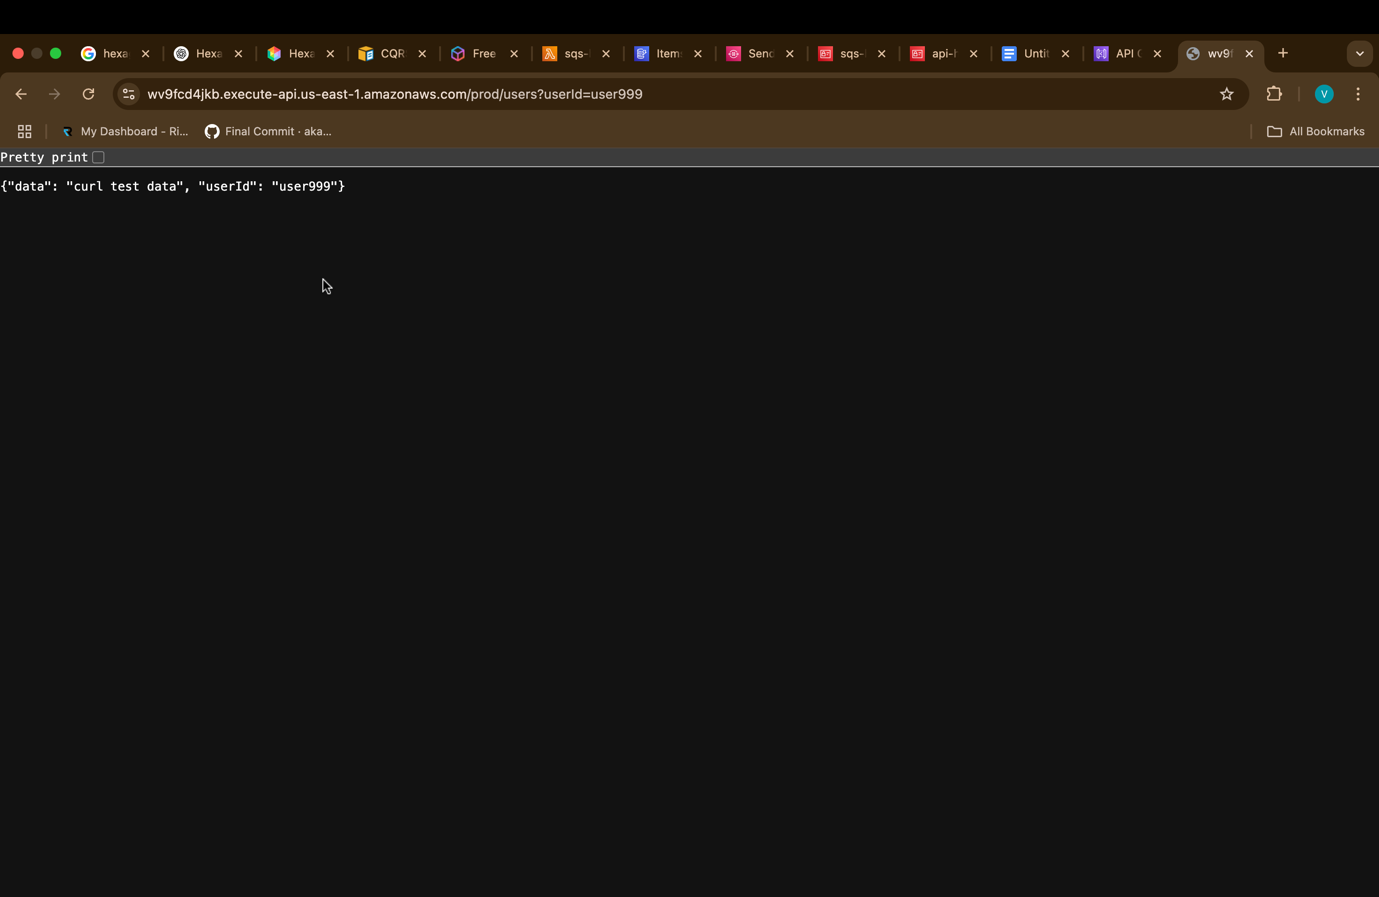 hexa
Hexa
Hexa
CQR
Free
sqs-
Item
Send
sqs-
api-h
Untit
API
wv9f
wv9fcd4jkb.execute-api.us-east-1.amazonaws.com/prod/users?userId=user999
V
My Dashboard - Ri...
Final Commit · aka...
All Bookmarks
Pretty print
{"data": "curl test data", "userId": "user999"}